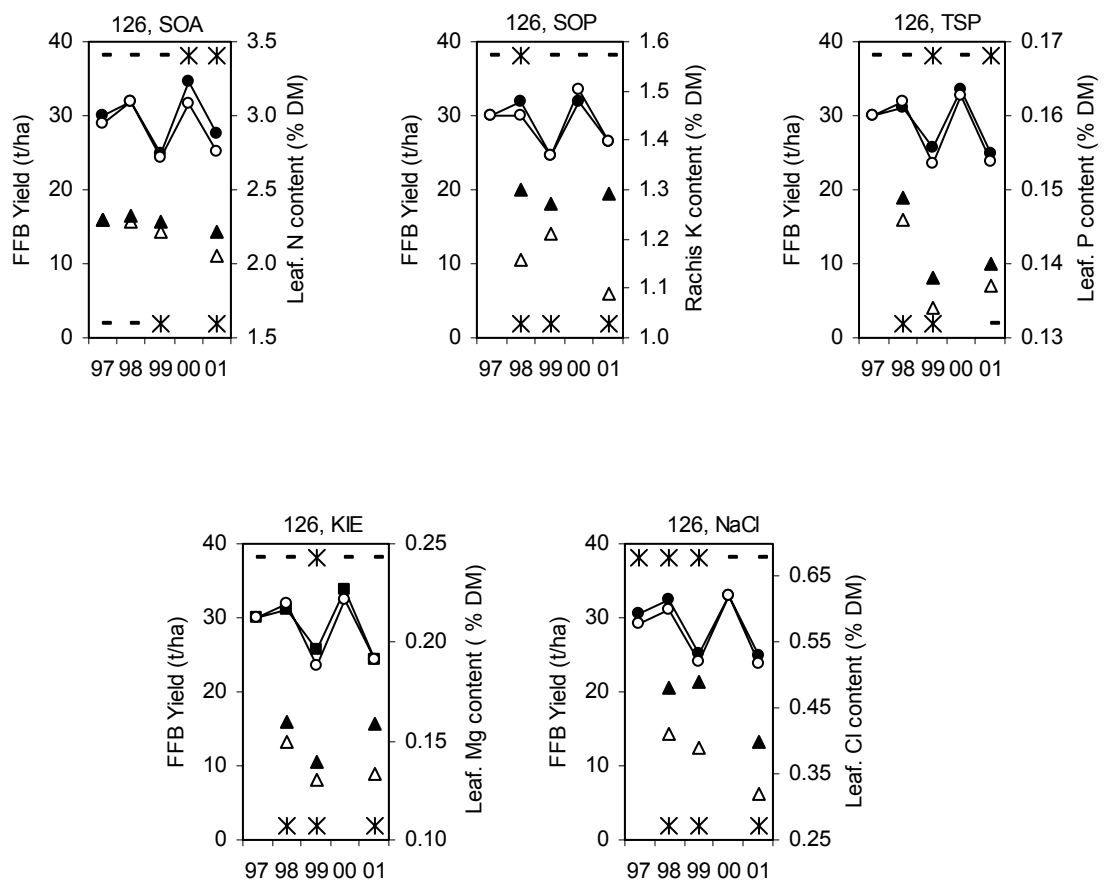 126, SOA
40
30
20
10
0
FFB Yield (t/ha)
3.5
3.0
2.5
2.0
1.5
Leaf. N content (% DM)
97 98 99 00 01
126, SOP
40
30
20
10
0
FFB Yield (t/ha)
1.6
1.5
1.4
1.3
1.2
1.1
1.0
Rachis K content (% DM)
97 98 99 00 01
126, TSP
40
30
20
10
0
FFB Yield (t/ha)
0.17
0.16
0.15
0.14
0.13
Leaf. P content (% DM)
97 98 99 00 01
126, KIE
40
30
20
10
0
FFB Yield (t/ha)
0.25
0.20
0.15
0.10
Leaf. Mg content ( % DM)
97 98 99 00 01
126, NaCl
40
30
20
10
0
FFB Yield (t/ha)
0.65
0.55
0.45
0.35
0.25
Leaf. Cl content (% DM)
97 98 99 00 01